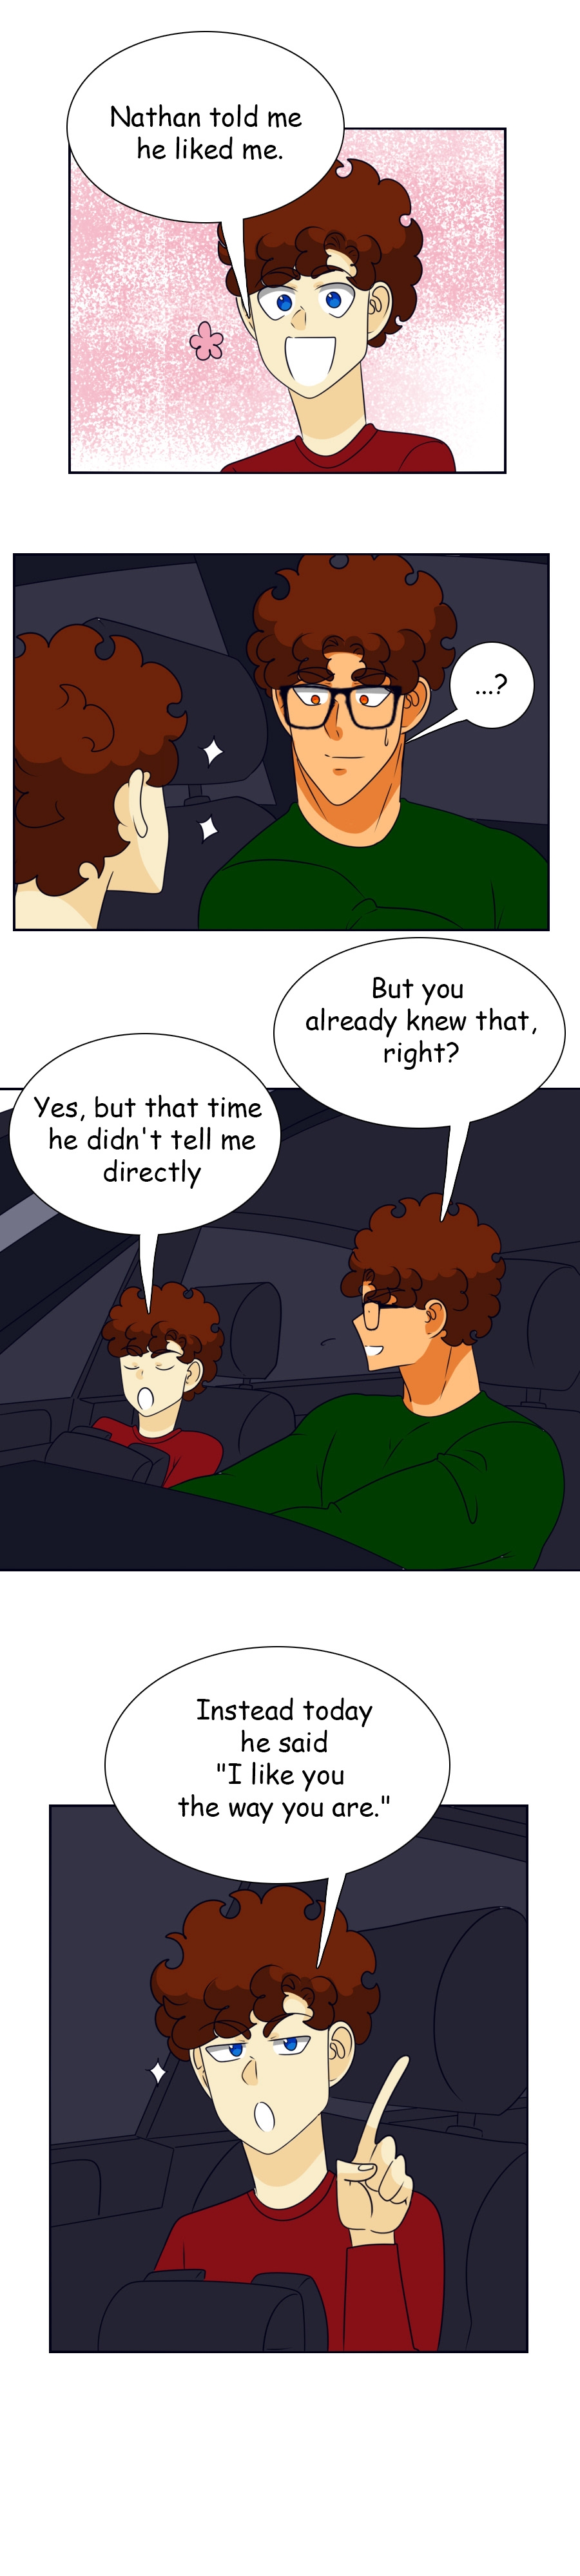 Nathan told me
he liked me.
...?
But you
already knew that,
right?
Yes, but that time
he didn't tell me
directly
Instead today
he said
"I like you
the way you are."